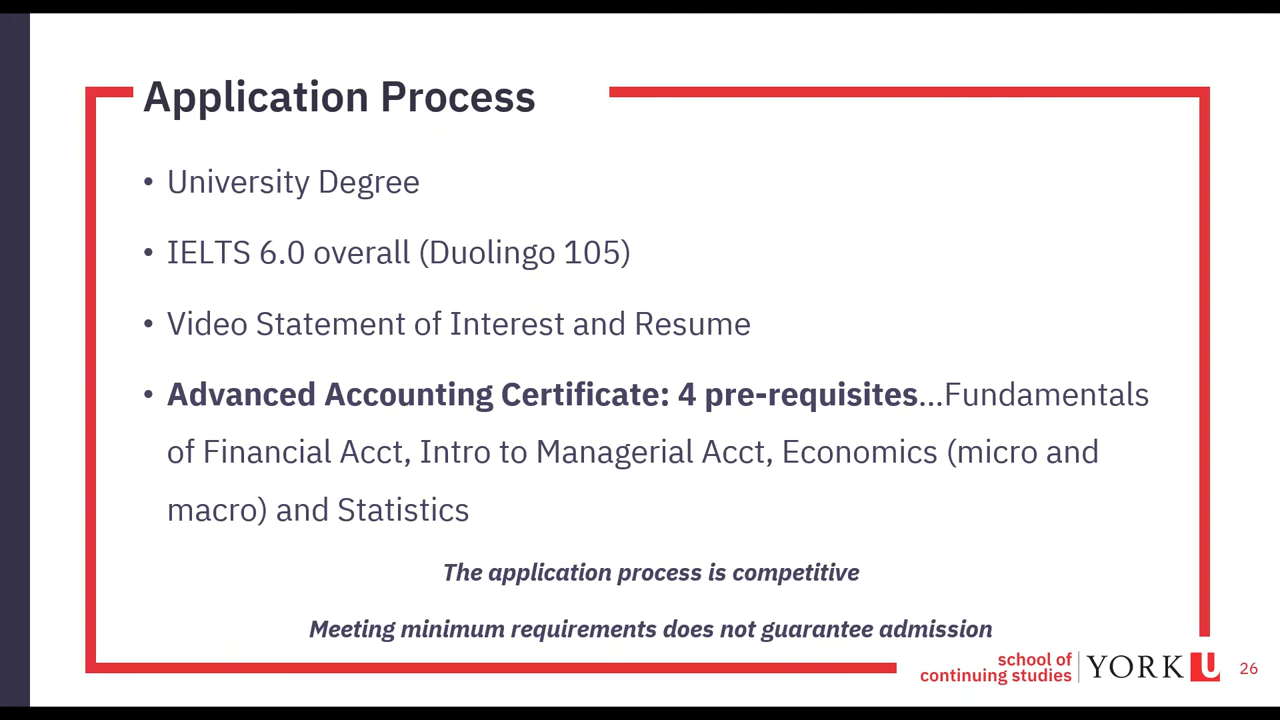 Application Process
• University Degree
• IELTS 6.0 overall (Duolingo 105)
• Video Statement of Interest and Resume
• Advanced Accounting Certificate: 4 pre-requisites...Fundamentals
of Financial Acct, Intro to Managerial Acct, Economics (micro and
macro) and Statistics
The application process is competitive
Meeting minimum requirements does not guarantee admission
school of
continuing studies
YORK U
26